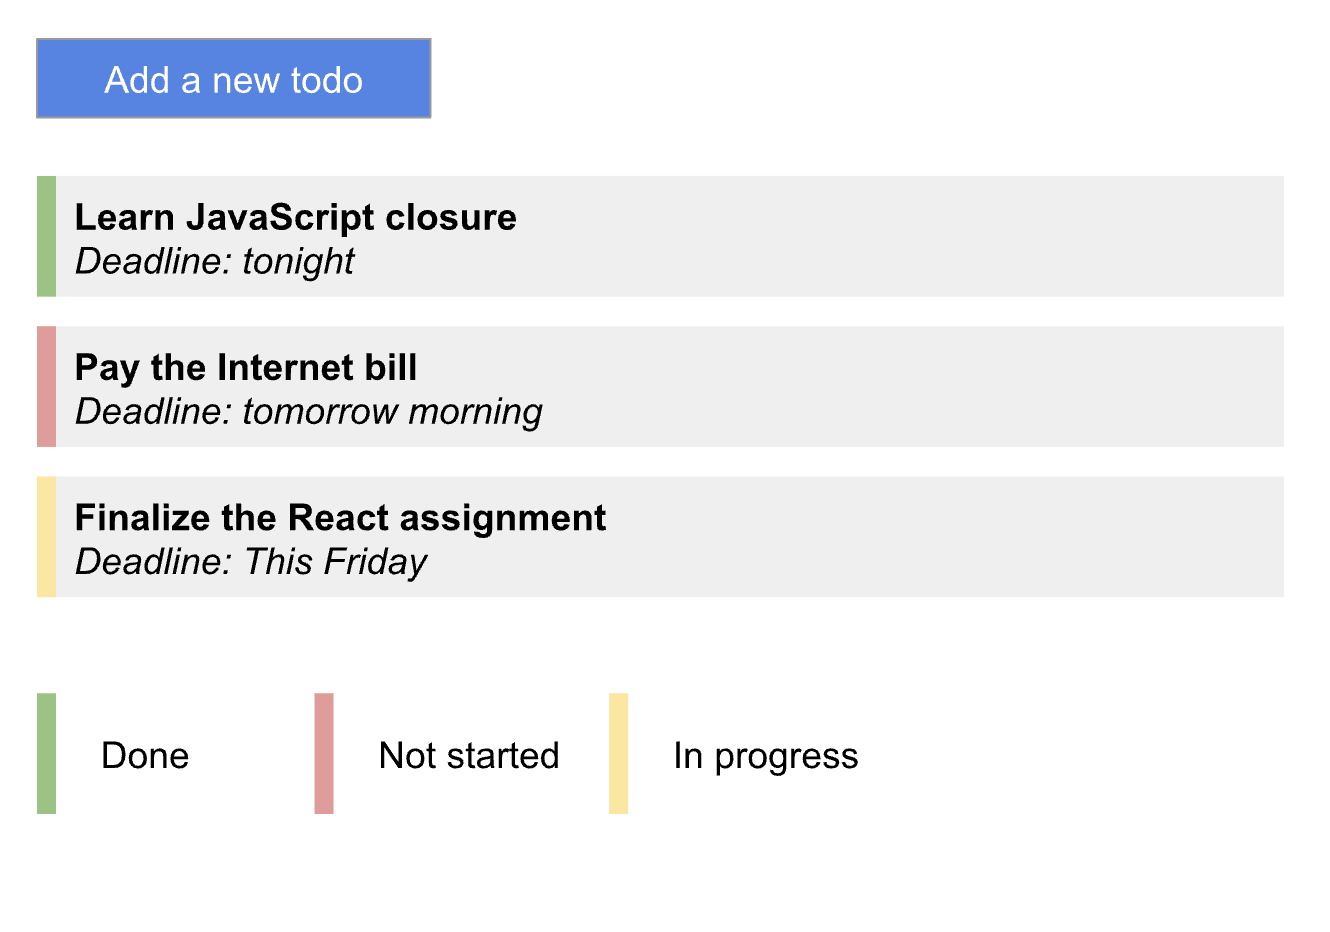 Add a new todo
Learn JavaScript closure
Deadline: tonight
Pay the Internet bill
Deadline: tomorrow morning
Finalize the React assignment
Deadline: This Friday
Done
Not started
In progress